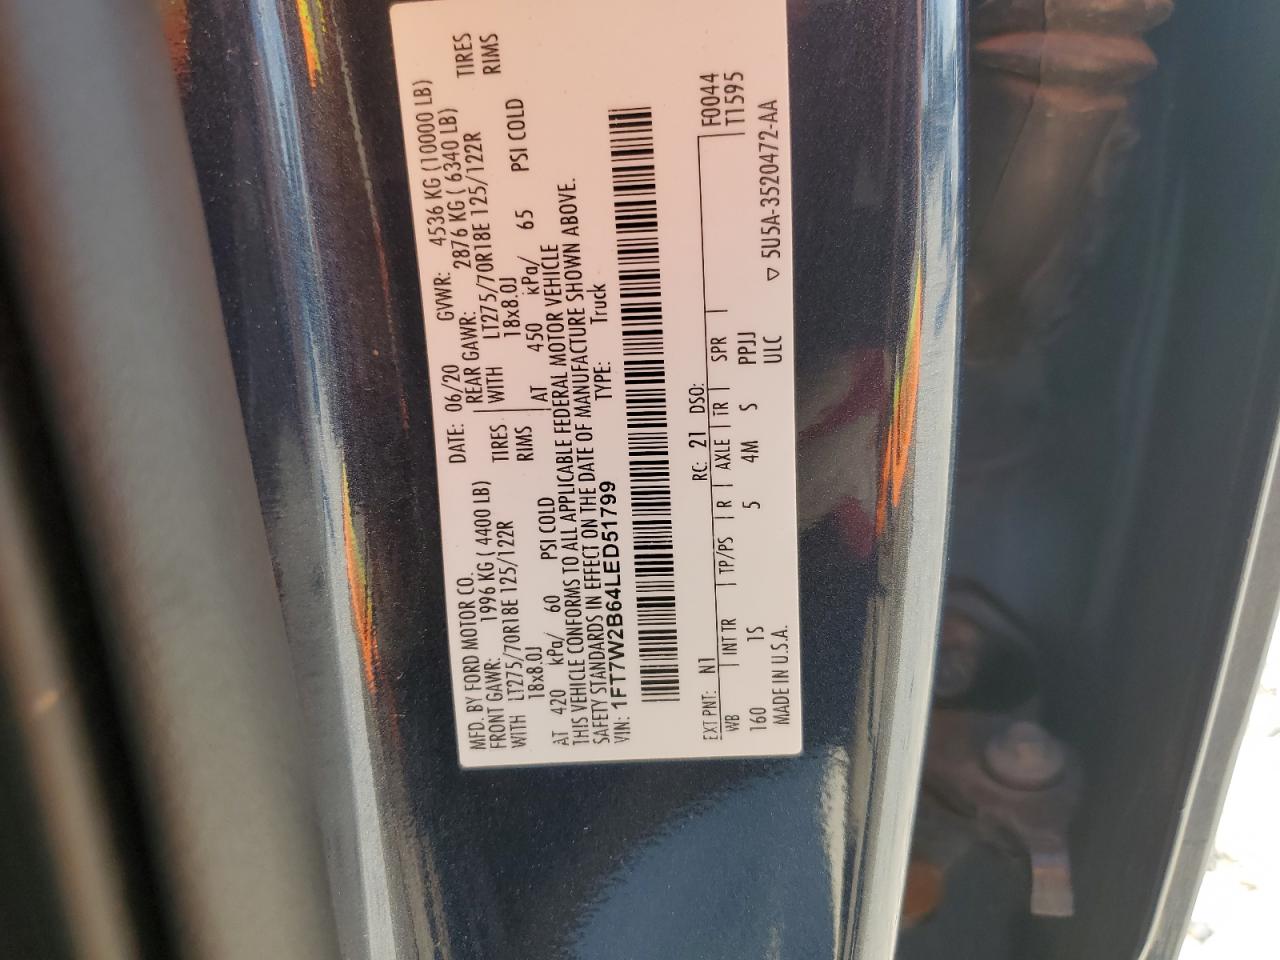 MFD. BY FORD MOTOR CO. DATE: 06/20 GVWR: 4536 KG (10000 LB)
FRONT GAWR: 1996 KG ( 4400 LB) REAR GAWR: 2876 KG ( 6340 LB)
WITH LT275/70R18E 125/122R TIRES WITH LT275/70R18E 125/122R TIRES
18x8.0J RIMS 18x8.0J RIMS
AT 420 kPa/ 60 PSI COLD AT 450 kPa/ 65 PSI COLD
THIS VEHICLE CONFORMS TO ALL APPLICABLE FEDERAL MOTOR VEHICLE
SAFETY STANDARDS IN EFFECT ON THE DATE OF MANUFACTURE SHOWN ABOVE.
VIN: 1FT7W2B64LED51799 TYPE: Truck
F0044
EXT PNT: N1 RC: 21 DSO: T1595
WB INT TR TP/PS R AXLE TR SPR
160 1S 5 4M S PPJJ
MADE IN U.S.A. ULC ▽ 5U5A-3520472-AA